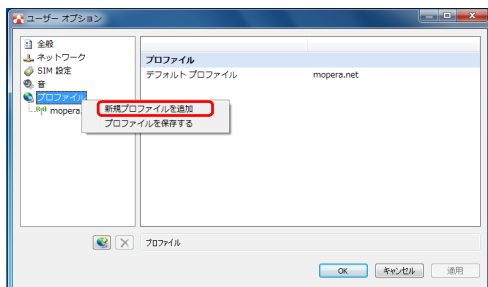 ユーザー オプション
全般
ネットワーク
SIM 設定
音
プロファイル
mopera.
新規プロファイルを追加
プロファイルを保存する
プロファイル
デフォルト プロファイル mopera.net
プロファイル
OK キャンセル 適用